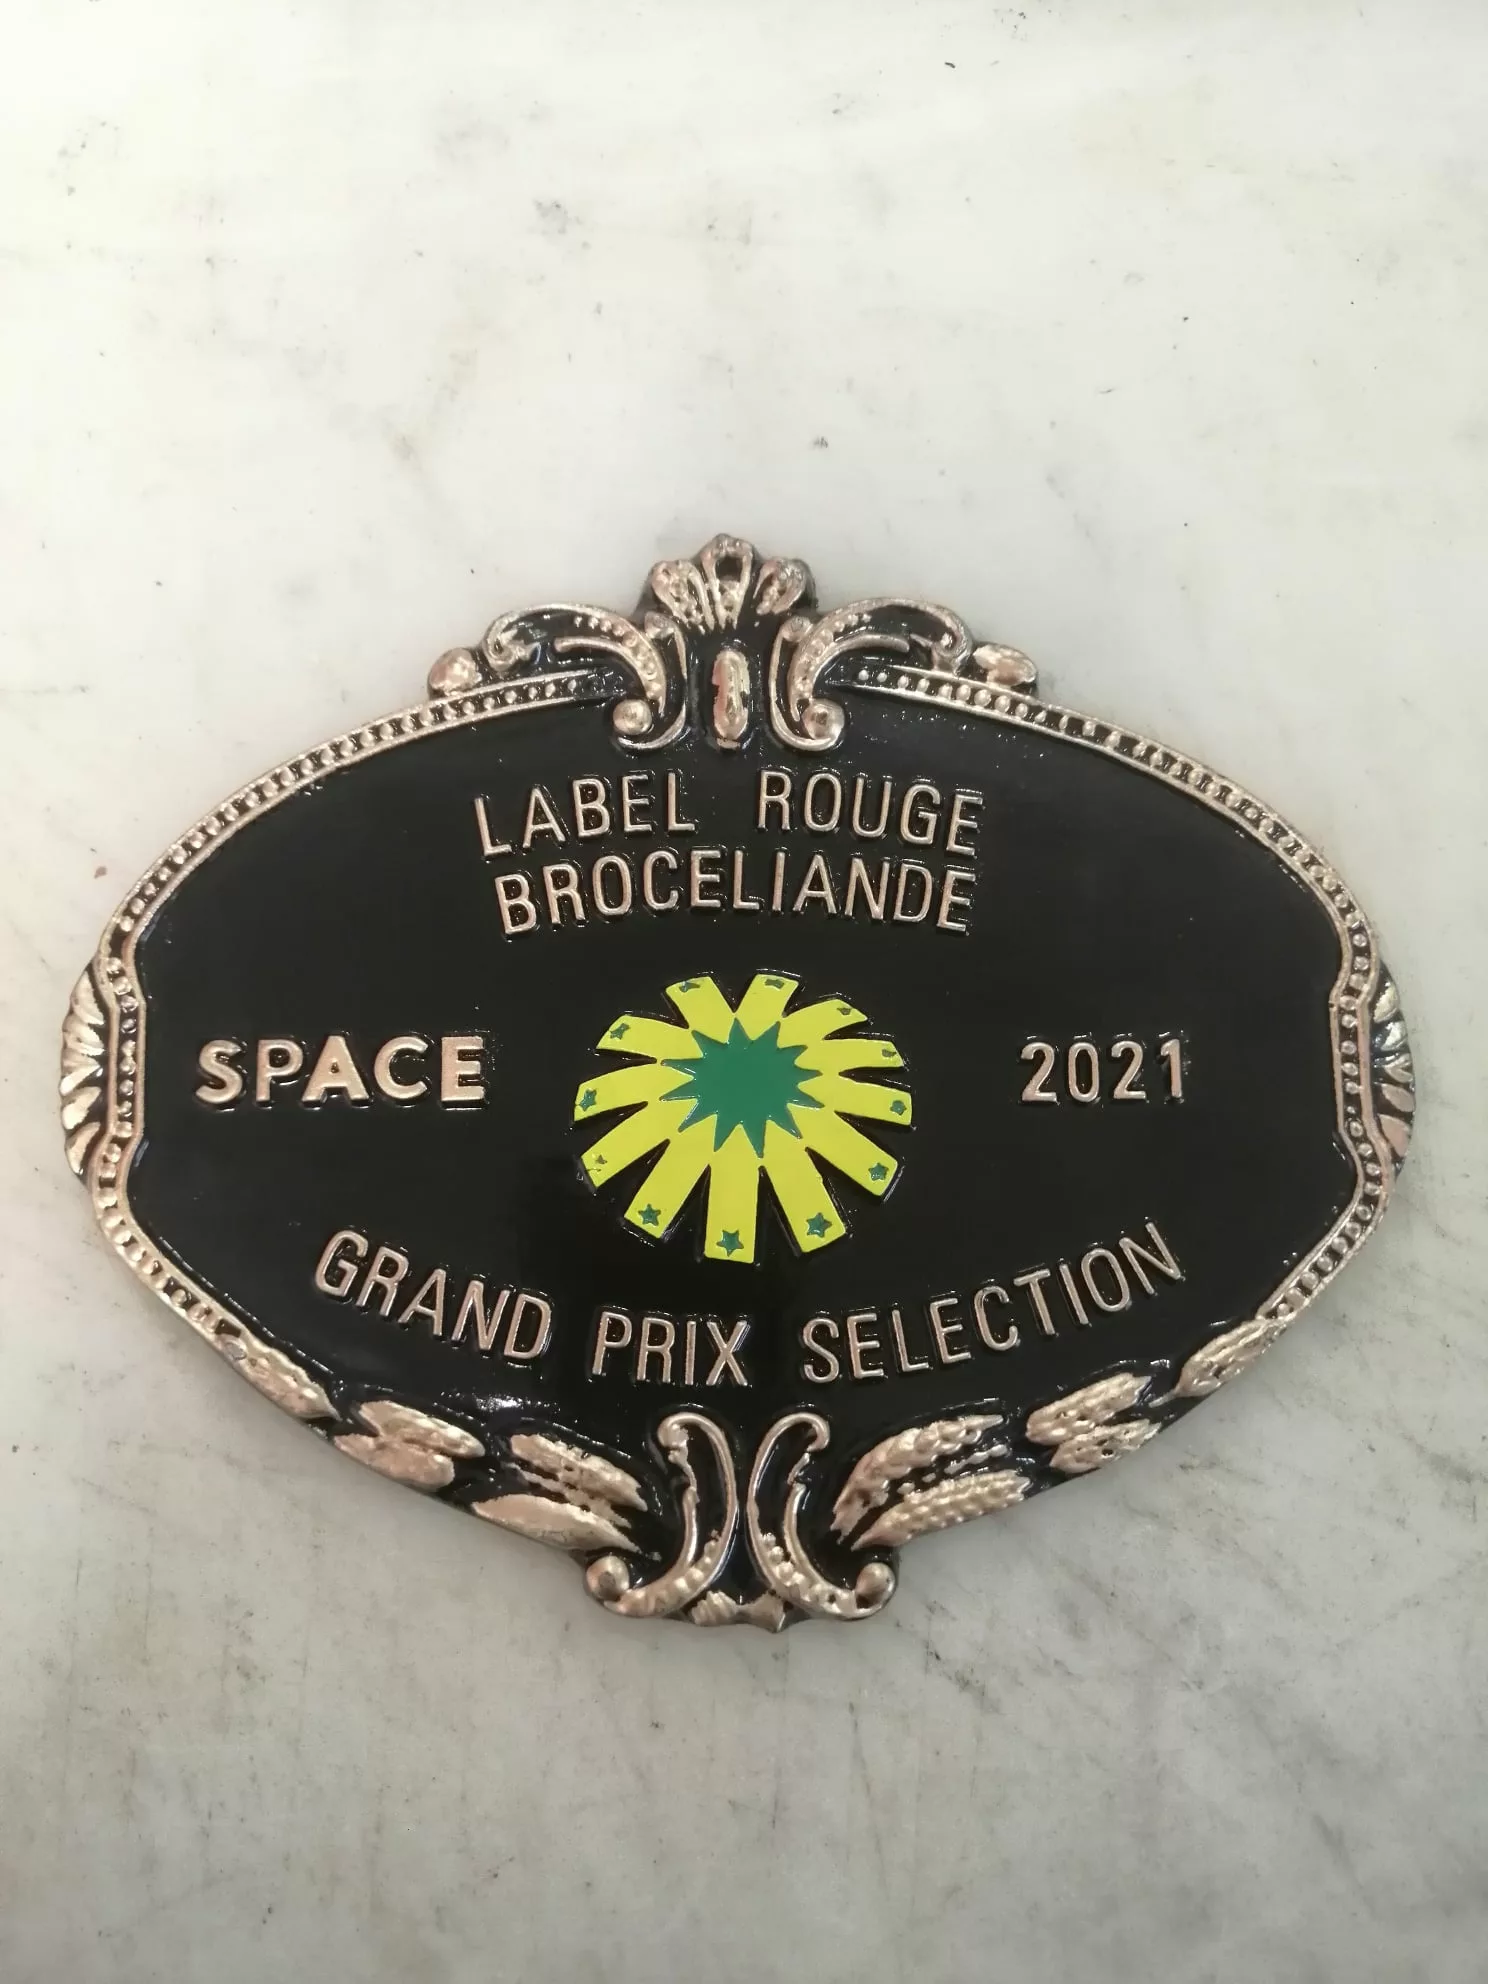 LABEL ROUGE
BROCELIANDE
SPACE 2021
GRAND PRIX SELECTION